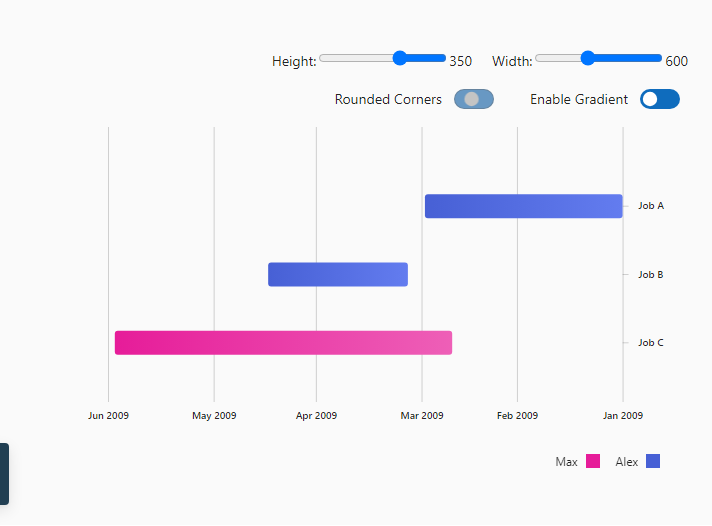 Height: 350 Width: 600
Rounded Corners Enable Gradient
Job A
Job B
Job C
Jun 2009 May 2009 Apr 2009 Mar 2009 Feb 2009 Jan 2009
Max Alex